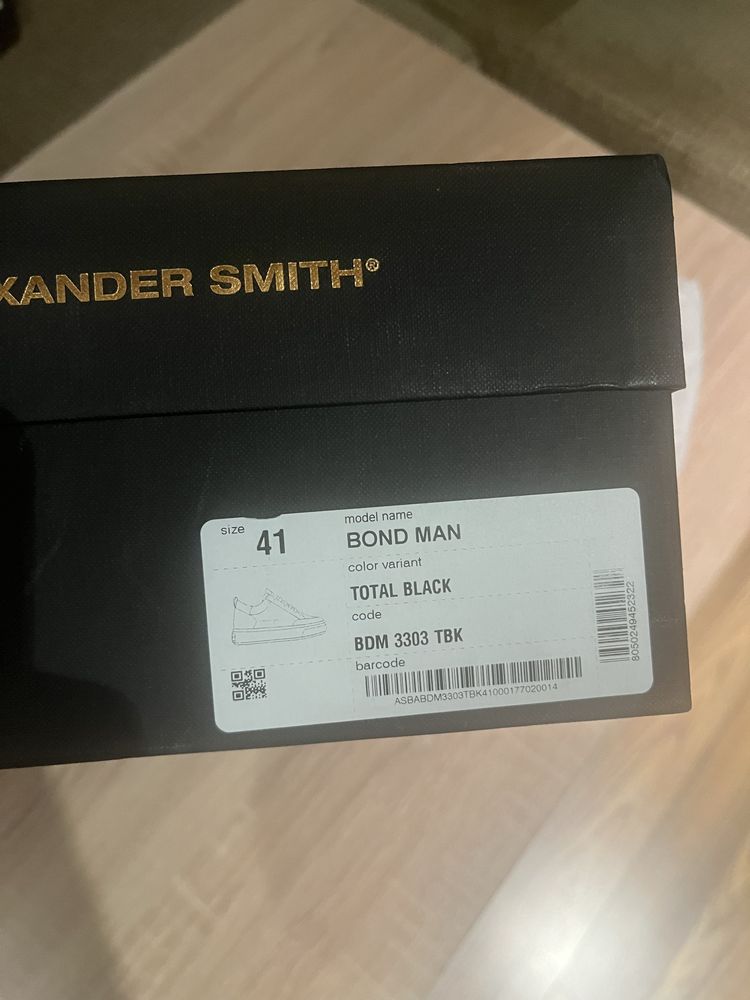 XANDER SMITH®
size 41
model name
BOND MAN
color variant
TOTAL BLACK
code
BDM 3303 TBK
barcode
ASBABDM3303TBK41000177020014
8050249452322